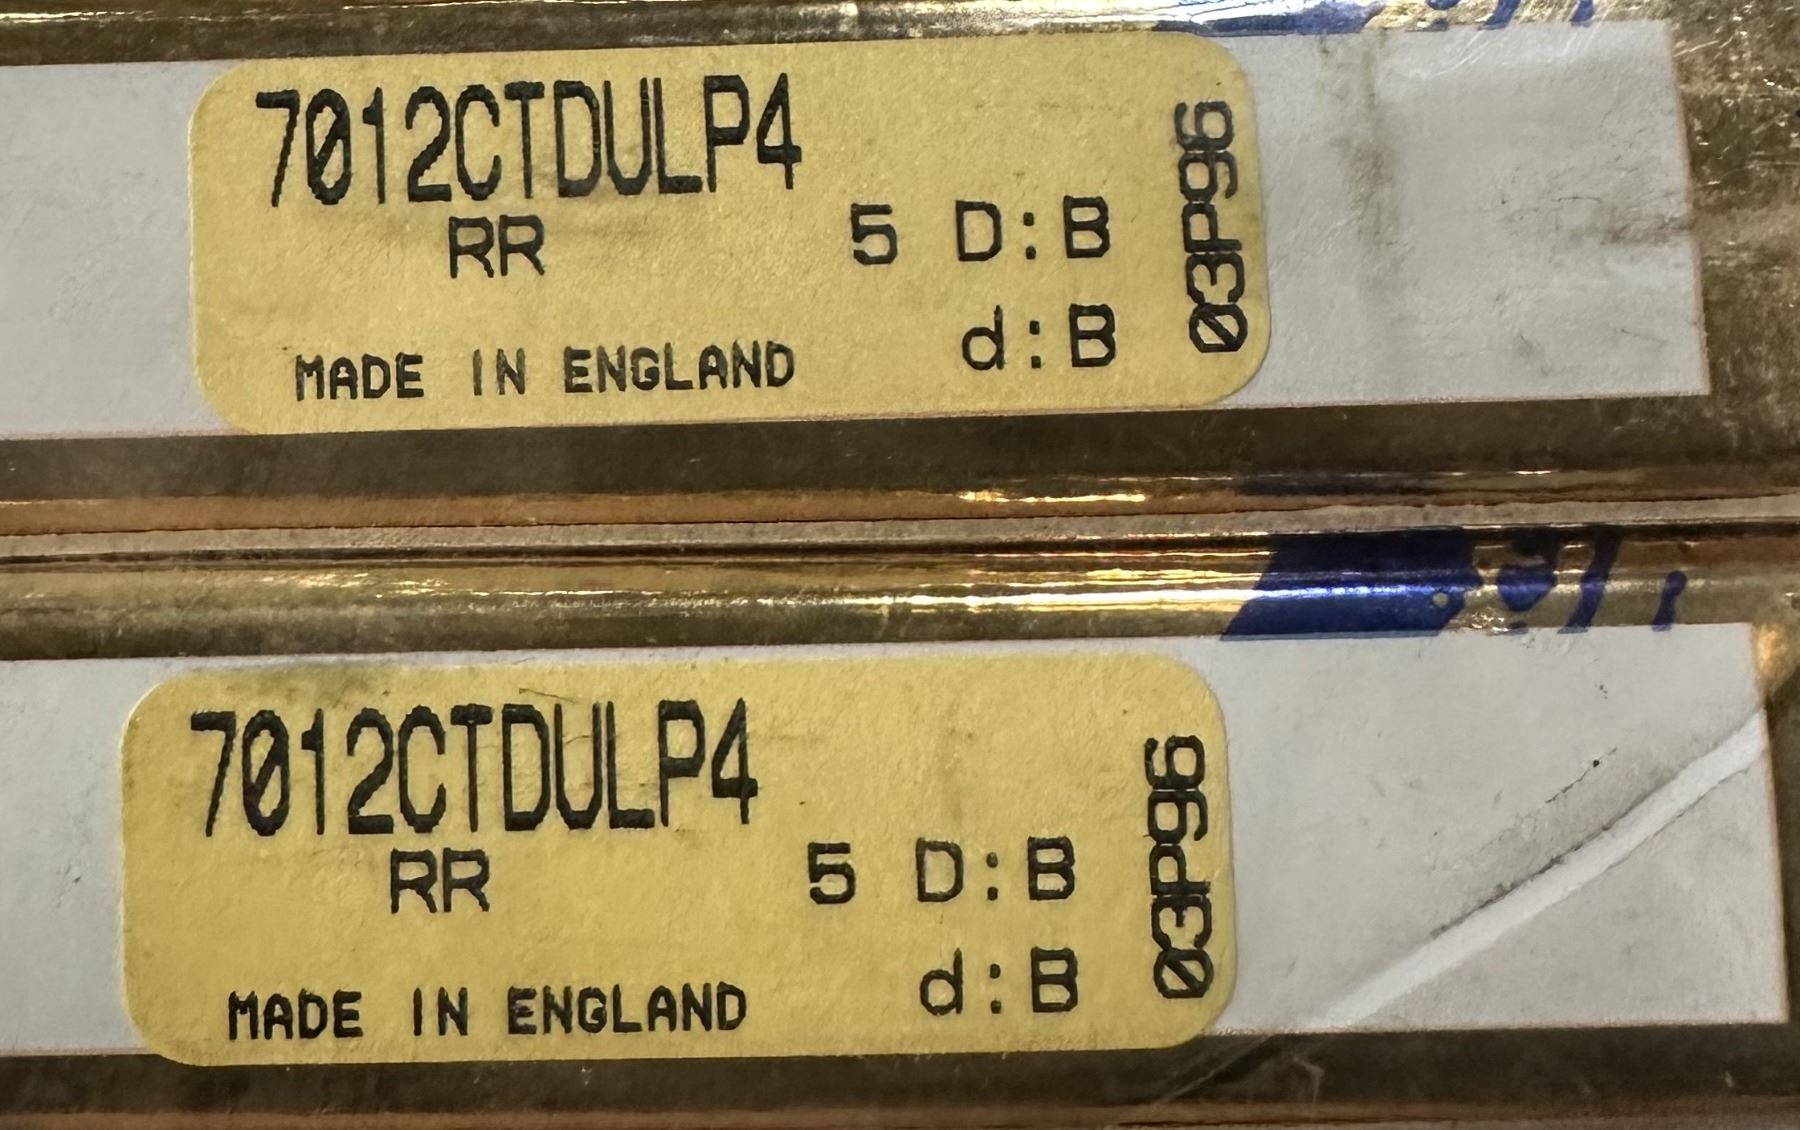 7012CTDULP4
RR 5 D:B
d:B
MADE IN ENGLAND
03P96
7012CTDULP4
RR 5 D:B
d:B
MADE IN ENGLAND
03P96